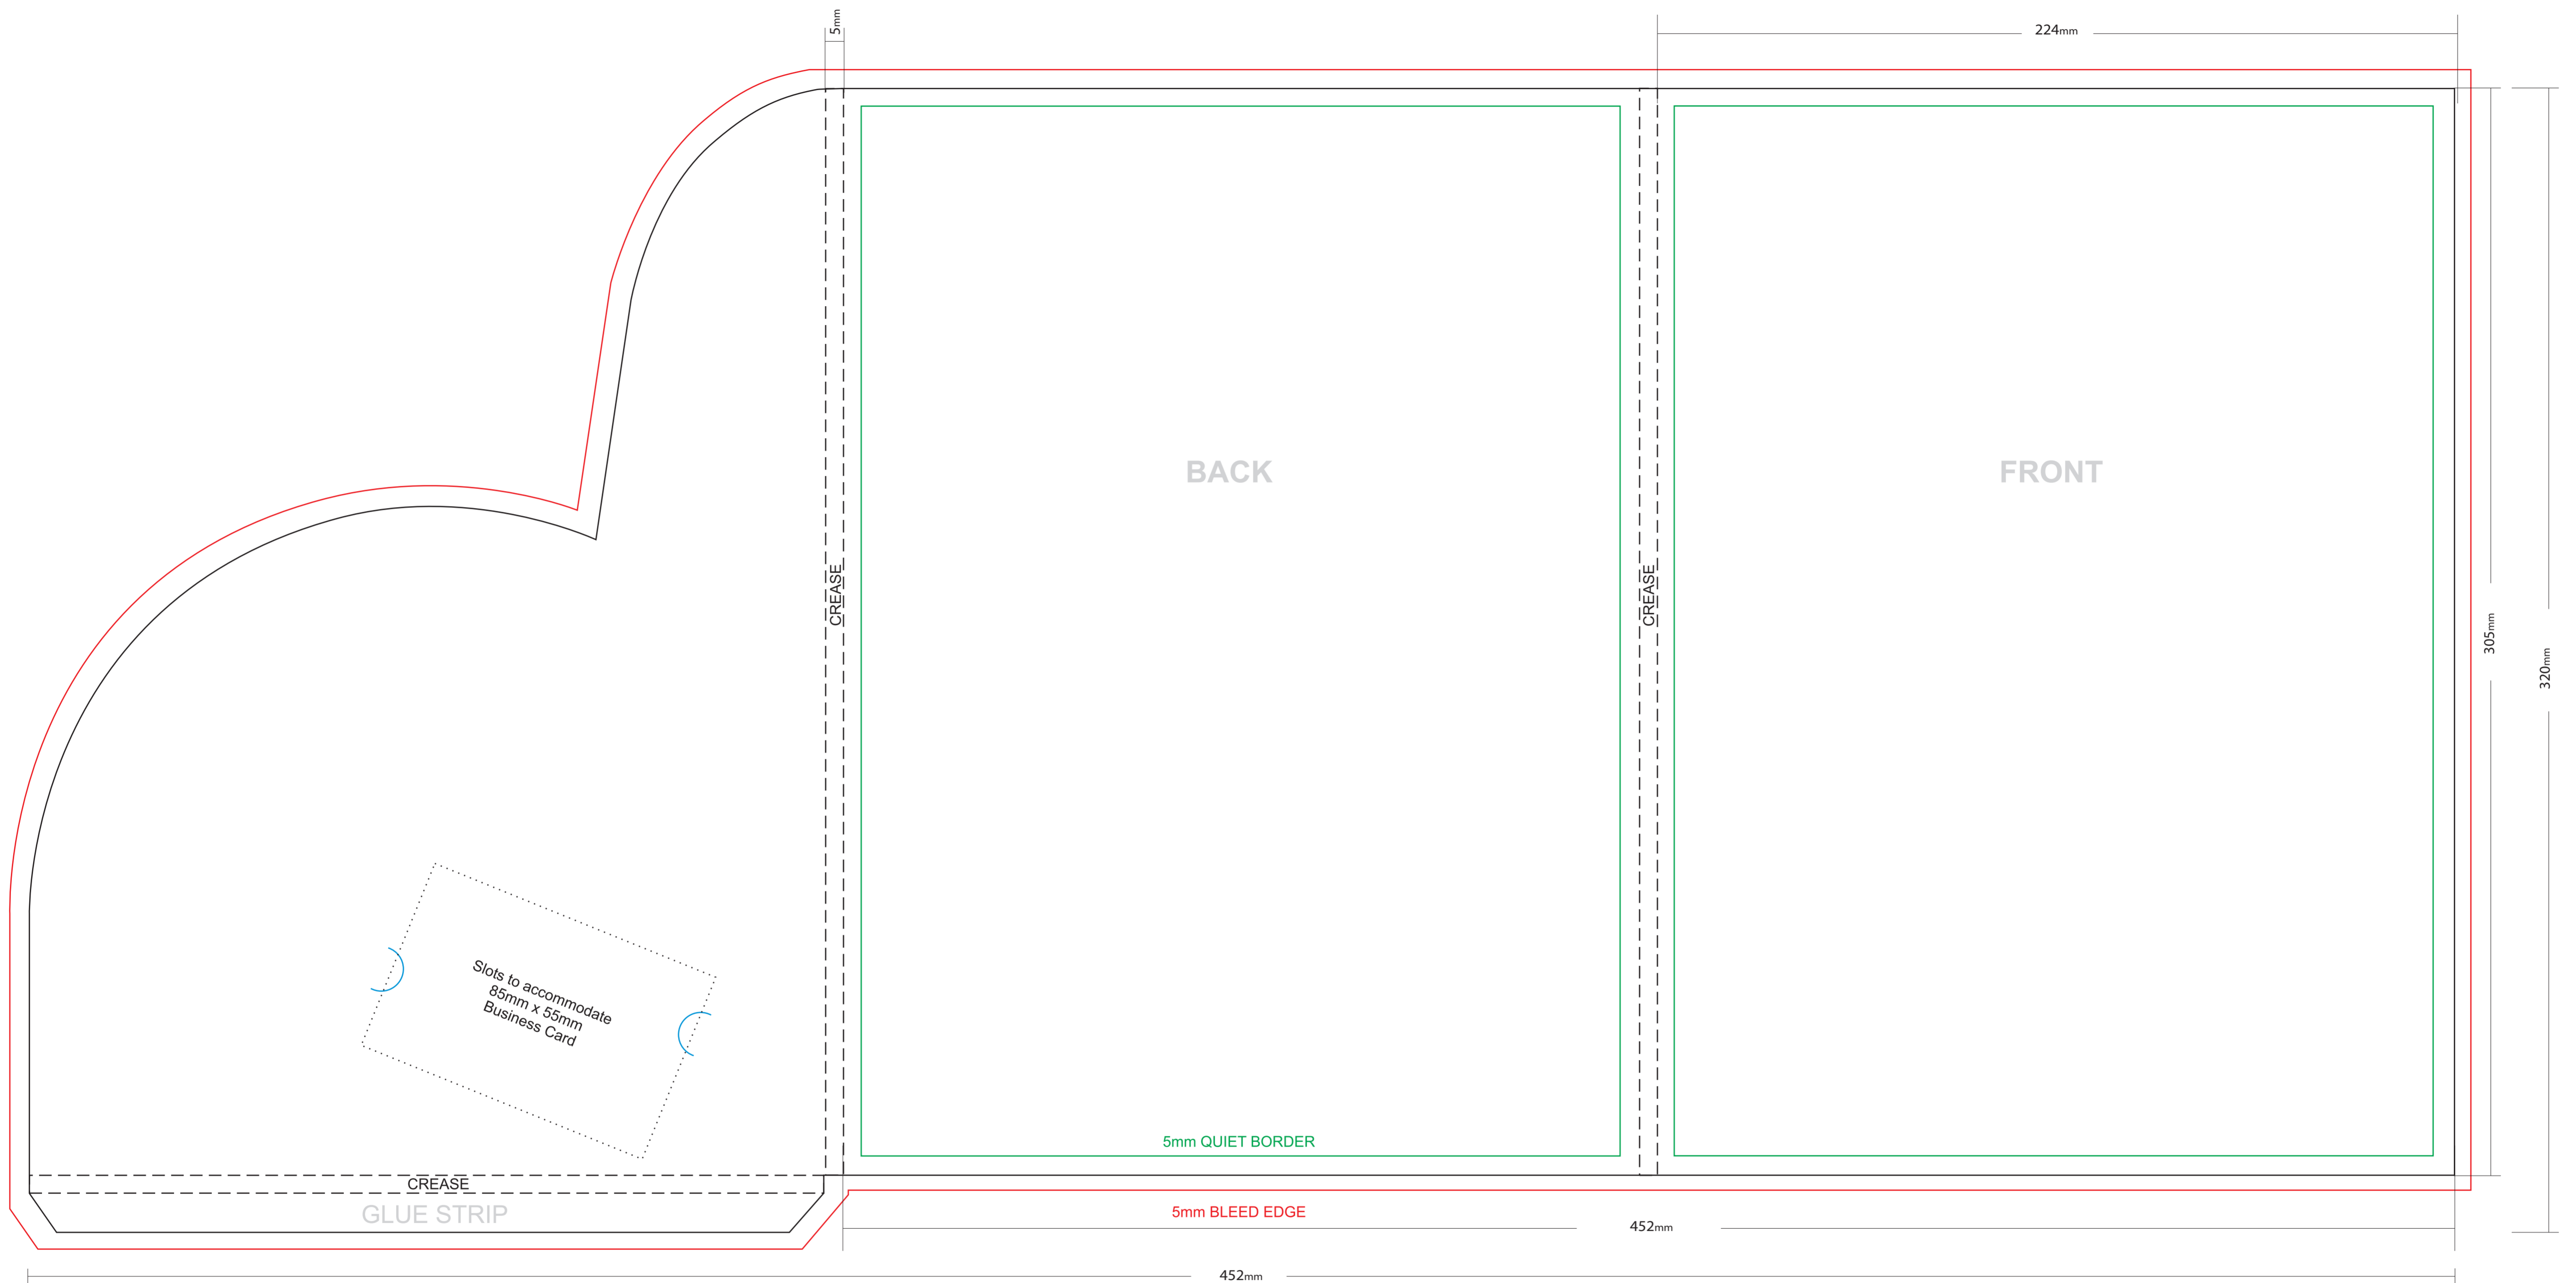 5mm
224mm
BACK
FRONT
CREASE
CREASE
305mm
320mm
Slots to accommodate
85mm x 55mm
Business Card
5mm QUIET BORDER
CREASE
GLUE STRIP
5mm BLEED EDGE
452mm
452mm